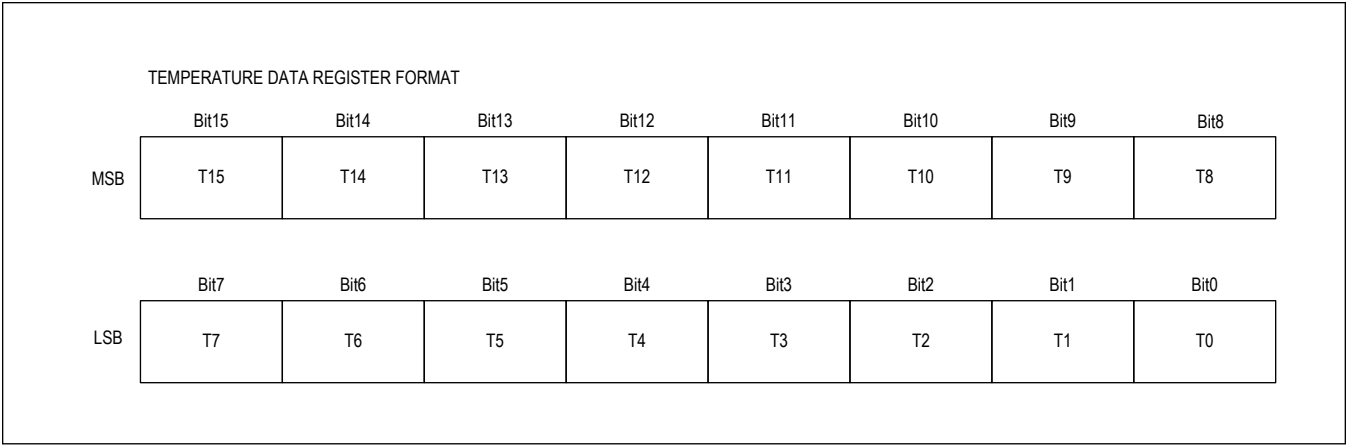 TEMPERATURE DATA REGISTER FORMAT
Bit15 Bit14 Bit13 Bit12 Bit11 Bit10 Bit9 Bit8
MSB T15 T14 T13 T12 T11 T10 T9 T8
Bit7 Bit6 Bit5 Bit4 Bit3 Bit2 Bit1 Bit0
LSB T7 T6 T5 T4 T3 T2 T1 T0